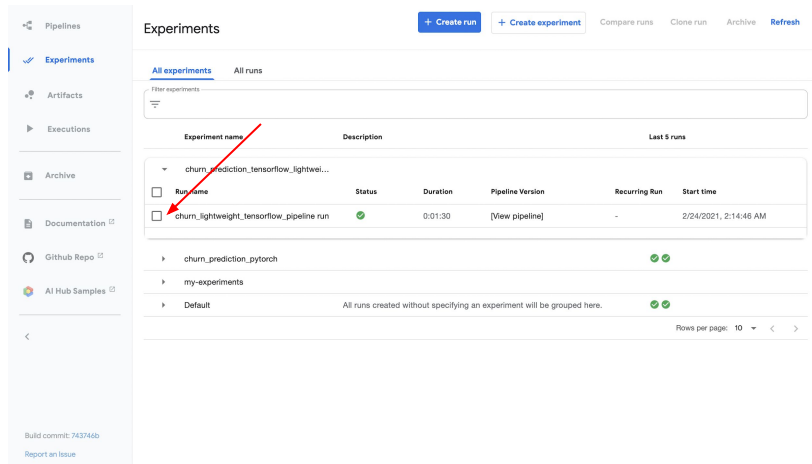 Pipelines
Experiments
Artifacts
Executions
Archive
Documentation
Github Repo
AI Hub Samples
Build commit: 743746b
Report an Issue
Experiments
+ Create run
+ Create experiment
Compare runs
Clone run
Archive
Refresh
All experiments
All runs
Filter experiments
Experiment name Description Last 5 runs
churn_prediction_tensorflow_lightwei...
Run name Status Duration Pipeline Version Recurring Run Start time
churn_lightweight_tensorflow_pipeline run 0:01:30 [View pipeline] - 2/24/2021, 2:14:46 AM
churn_prediction_pytorch
my-experiments
Default All runs created without specifying an experiment will be grouped here.
Rows per page: 10